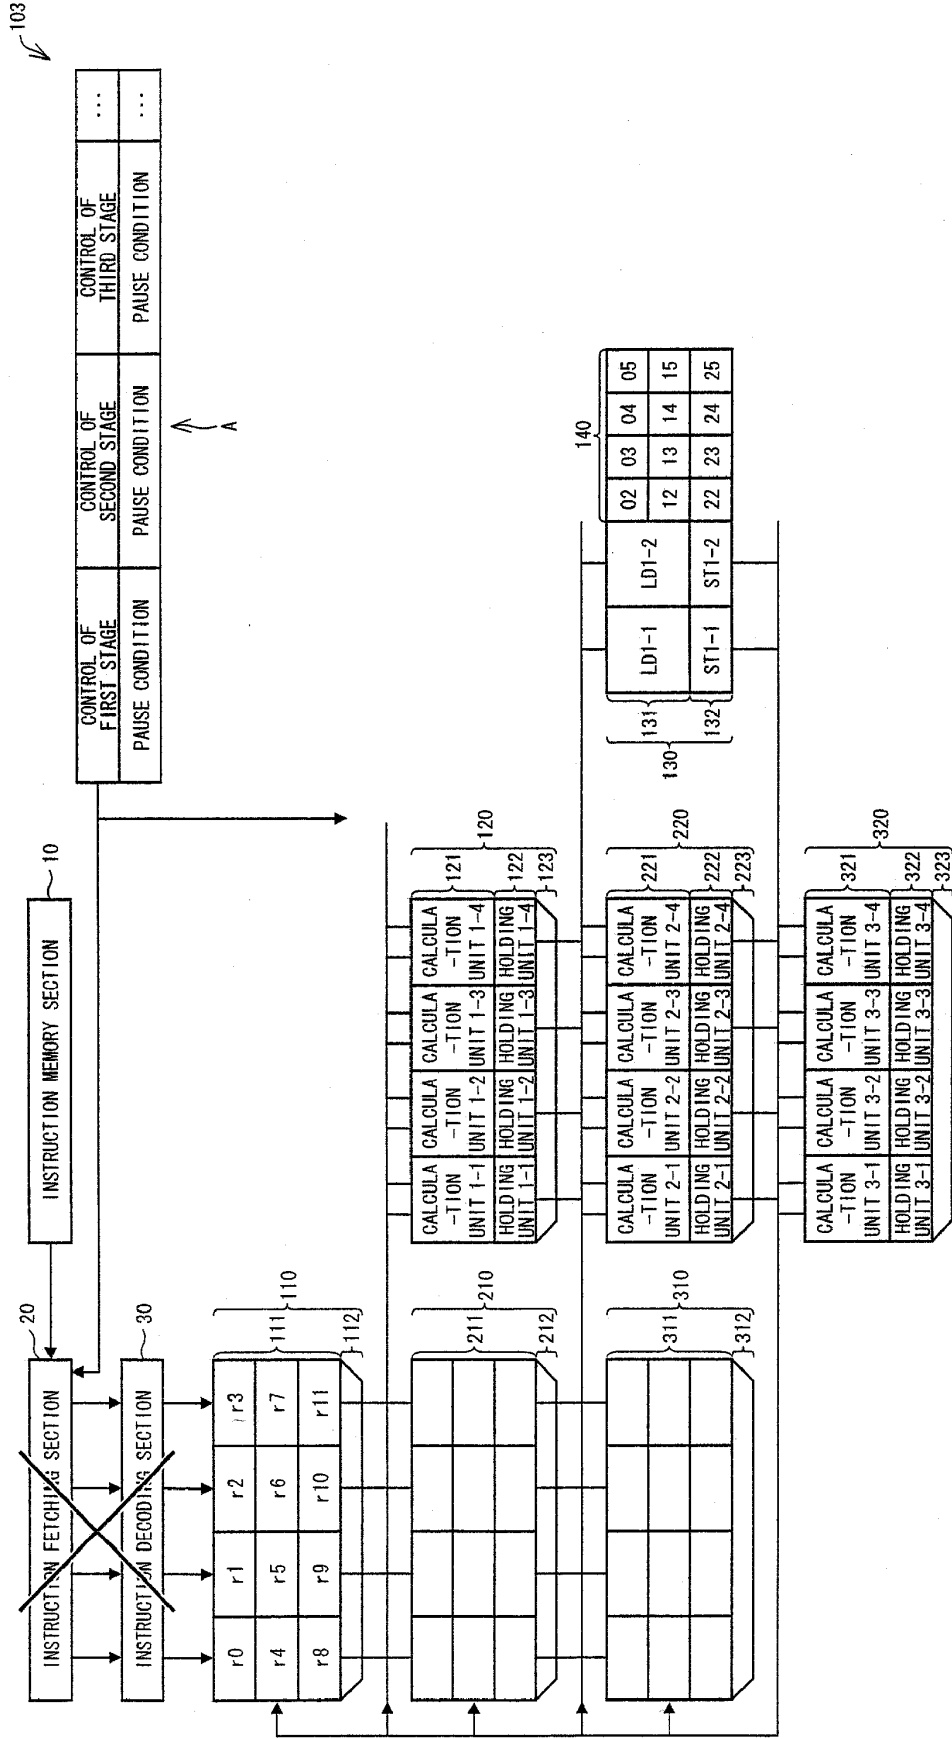 103
CONTROL OF FIRST STAGE
CONTROL OF SECOND STAGE
CONTROL OF THIRD STAGE
...
PAUSE CONDITION
PAUSE CONDITION
PAUSE CONDITION
...
A
10
INSTRUCTION MEMORY SECTION
20
INSTRUCTION FETCHING SECTION
30
INSTRUCTION DECODING SECTION
r0 r1 r2 r3
r4 r5 r6 r7
r8 r9 r10 r11
111
112
110
211
212
210
311
312
310
CALCULA
-TION
UNIT 1-1
CALCULA
-TION
UNIT 1-2
CALCULA
-TION
UNIT 1-3
CALCULA
-TION
UNIT 1-4
HOLDING
UNIT 1-1
HOLDING
UNIT 1-2
HOLDING
UNIT 1-3
HOLDING
UNIT 1-4
121
122
123
120
CALCULA
-TION
UNIT 2-1
CALCULA
-TION
UNIT 2-2
CALCULA
-TION
UNIT 2-3
CALCULA
-TION
UNIT 2-4
HOLDING
UNIT 2-1
HOLDING
UNIT 2-2
HOLDING
UNIT 2-3
HOLDING
UNIT 2-4
221
222
223
220
130
131
132
LD1-1
LD1-2
ST1-1
ST1-2
140
02 03 04 05
12 13 14 15
22 23 24 25
CALCULA
-TION
UNIT 3-1
CALCULA
-TION
UNIT 3-2
CALCULA
-TION
UNIT 3-3
CALCULA
-TION
UNIT 3-4
HOLDING
UNIT 3-1
HOLDING
UNIT 3-2
HOLDING
UNIT 3-3
HOLDING
UNIT 3-4
321
322
323
320